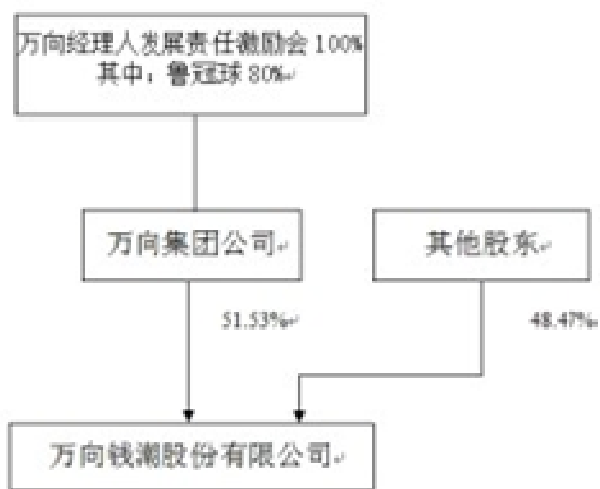 万向经理人发展责任激励会 100%
其中：鲁冠球 80%
万向集团公司
其他股东
51.53%
48.47%
万向钱潮股份有限公司